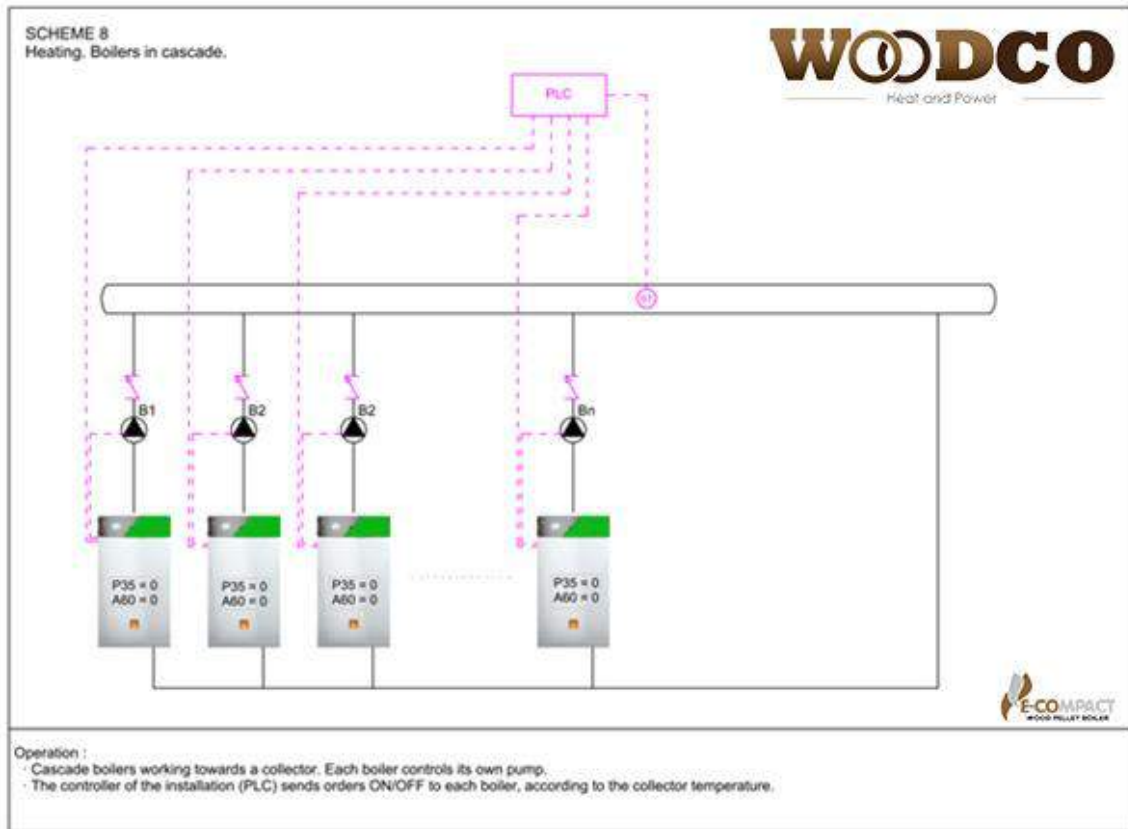 SCHEME 8
Heating. Boilers in cascade.
WOODCO
Heat and Power
PLC
B1
B2
B2
Bn
P35 = 0
A60 = 0
P35 = 0
A60 = 0
P35 = 0
A60 = 0
P35 = 0
A60 = 0
E-COMPACT
WOOD PELLET BOILER
Operation :
· Cascade boilers working towards a collector. Each boiler controls its own pump.
· The controller of the installation (PLC) sends orders ON/OFF to each boiler, according to the collector temperature.